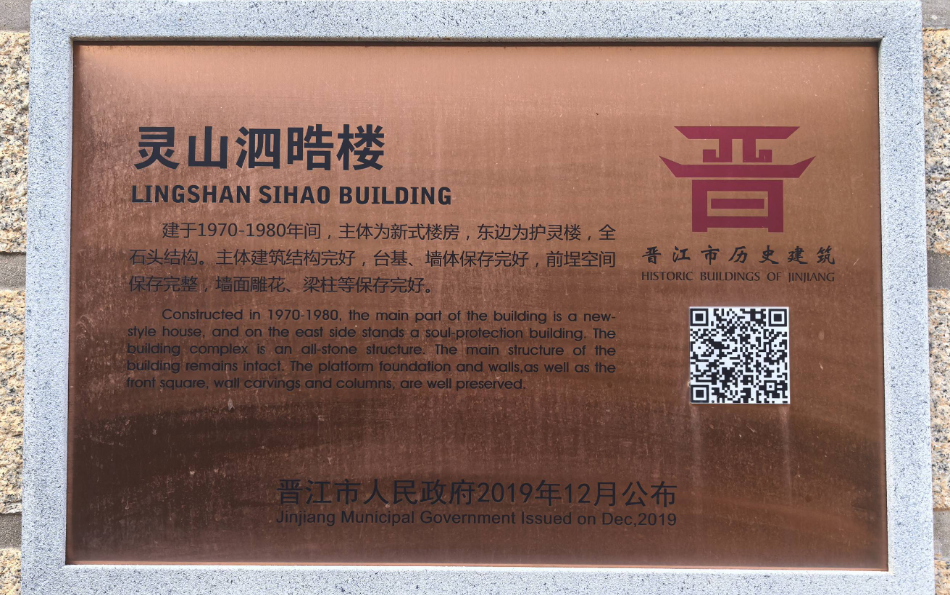 灵山泗晧楼
LINGSHAN SIHAO BUILDING
建于1970-1980年间，主体为新式楼房，东边为护灵楼，全
石头结构。主体建筑结构完好，台基、墙体保存完好，前埕空间
保存完整，墙面雕花、梁柱等保存完好。
Constructed in 1970-1980, the main part of the building is a new-
style house, and on the east side stands a soul-protection building. The
building complex is an all-stone structure. The main structure of the
building remains intact. The platform foundation and walls,as well as the
front square, wall carvings and columns, are well preserved.
晋
晋江市历史建筑
HISTORIC BUILDINGS OF JINJIANG
晋江市人民政府2019年12月公布
Jinjiang Municipal Government Issued on Dec,2019